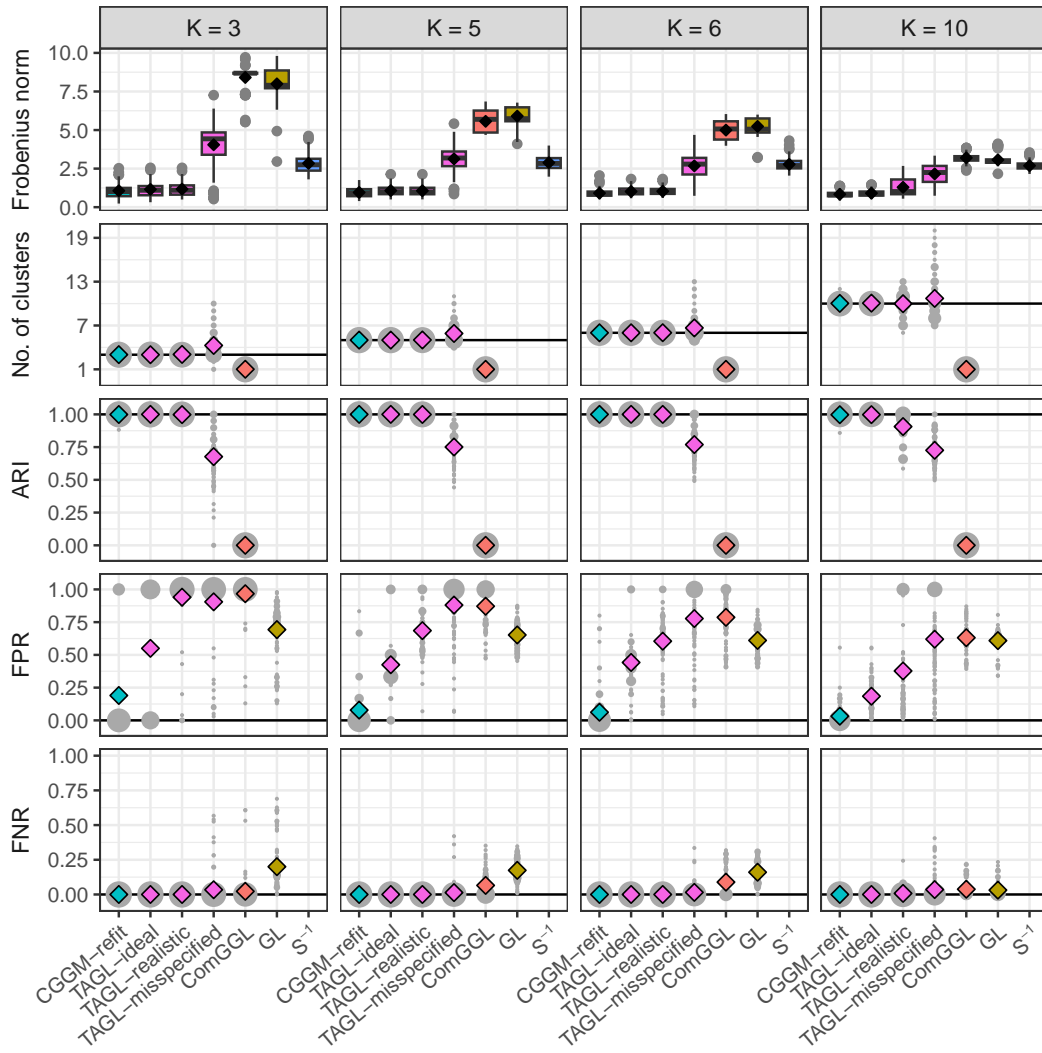 K = 3 K = 5 K = 6 K = 10
Frobenius norm
10.0
7.5
5.0
2.5
0.0
No. of clusters
19
13
7
1
ARI
1.00
0.75
0.50
0.25
0.00
FPR
1.00
0.75
0.50
0.25
0.00
FNR
1.00
0.75
0.50
0.25
0.00
CGGM−refit
TAGL−ideal
TAGL−realistic
TAGL−misspecified
ComGGL
GL
S⁻¹
CGGM−refit
TAGL−ideal
TAGL−realistic
TAGL−misspecified
ComGGL
GL
S⁻¹
CGGM−refit
TAGL−ideal
TAGL−realistic
TAGL−misspecified
ComGGL
GL
S⁻¹
CGGM−refit
TAGL−ideal
TAGL−realistic
TAGL−misspecified
ComGGL
GL
S⁻¹